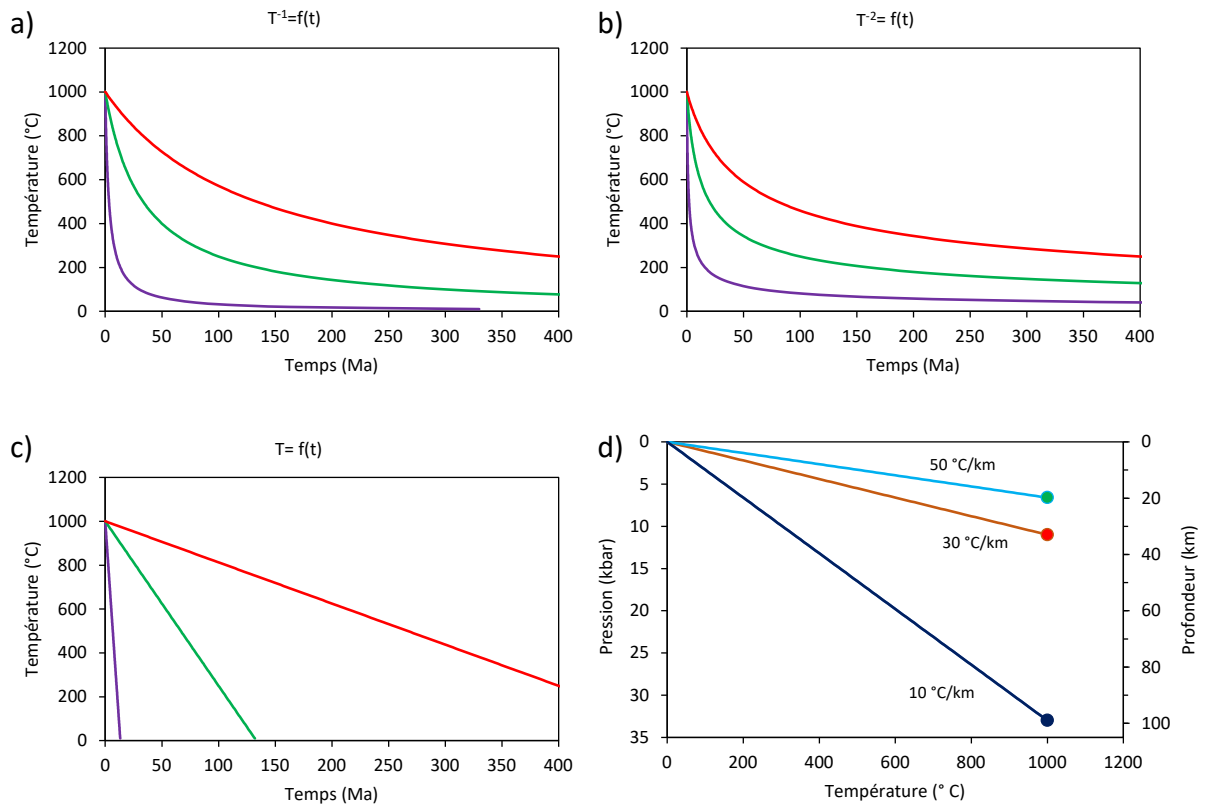 a)
T⁻¹=f(t)
1200
1000
800
600
400
200
0
Température (°C)
0 50 100 150 200 250 300 350 400
Temps (Ma)
b)
T⁻²= f(t)
1200
1000
800
600
400
200
0
Température (°C)
0 50 100 150 200 250 300 350 400
Temps (Ma)
c)
T= f(t)
1200
1000
800
600
400
200
0
Température (°C)
0 50 100 150 200 250 300 350 400
Temps (Ma)
d)
0
5
10
15
20
25
30
35
Pression (kbar)
50 °C/km
30 °C/km
10 °C/km
0
20
40
60
80
100
Profondeur (km)
0 200 400 600 800 1000 1200
Température (° C)